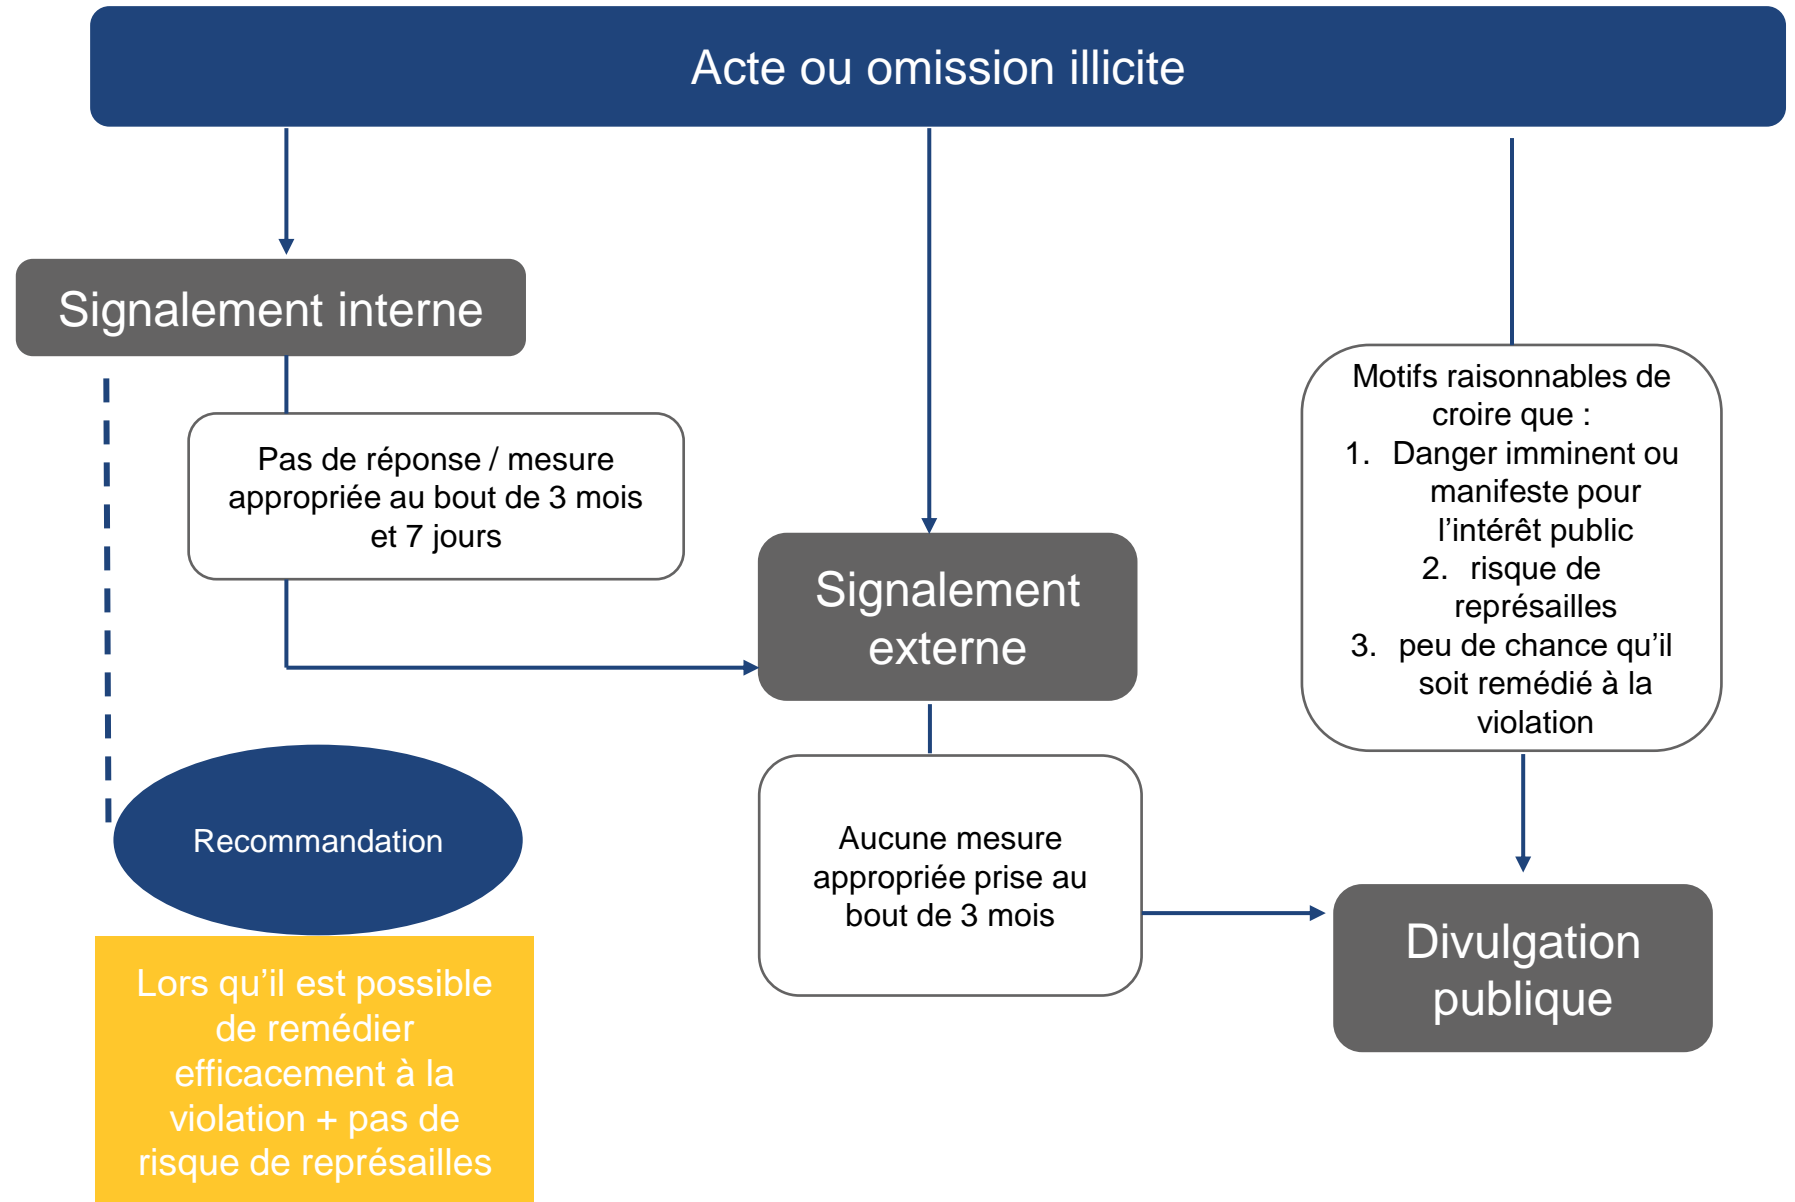 Acte ou omission illicite
Signalement interne
Pas de réponse / mesure
appropriée au bout de 3 mois
et 7 jours
Signalement
externe
Motifs raisonnables de
croire que :
1. Danger imminent ou
manifeste pour
l’intérêt public
2. risque de
représailles
3. peu de chance qu’il
soit remédié à la
violation
Recommandation
Lors qu’il est possible
de remédier
efficacement à la
violation + pas de
risque de représailles
Aucune mesure
appropriée prise au
bout de 3 mois
Divulgation
publique